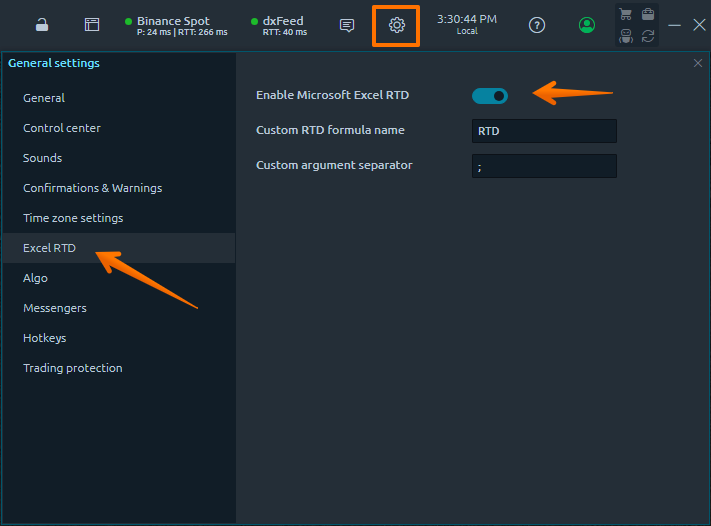 Binance Spot
P: 24 ms | RTT: 266 ms
dxFeed
RTT: 40 ms
3:30:44 PM
Local
General settings
General
Control center
Sounds
Confirmations & Warnings
Time zone settings
Excel RTD
Algo
Messengers
Hotkeys
Trading protection
Enable Microsoft Excel RTD
Custom RTD formula name
RTD
Custom argument separator
;